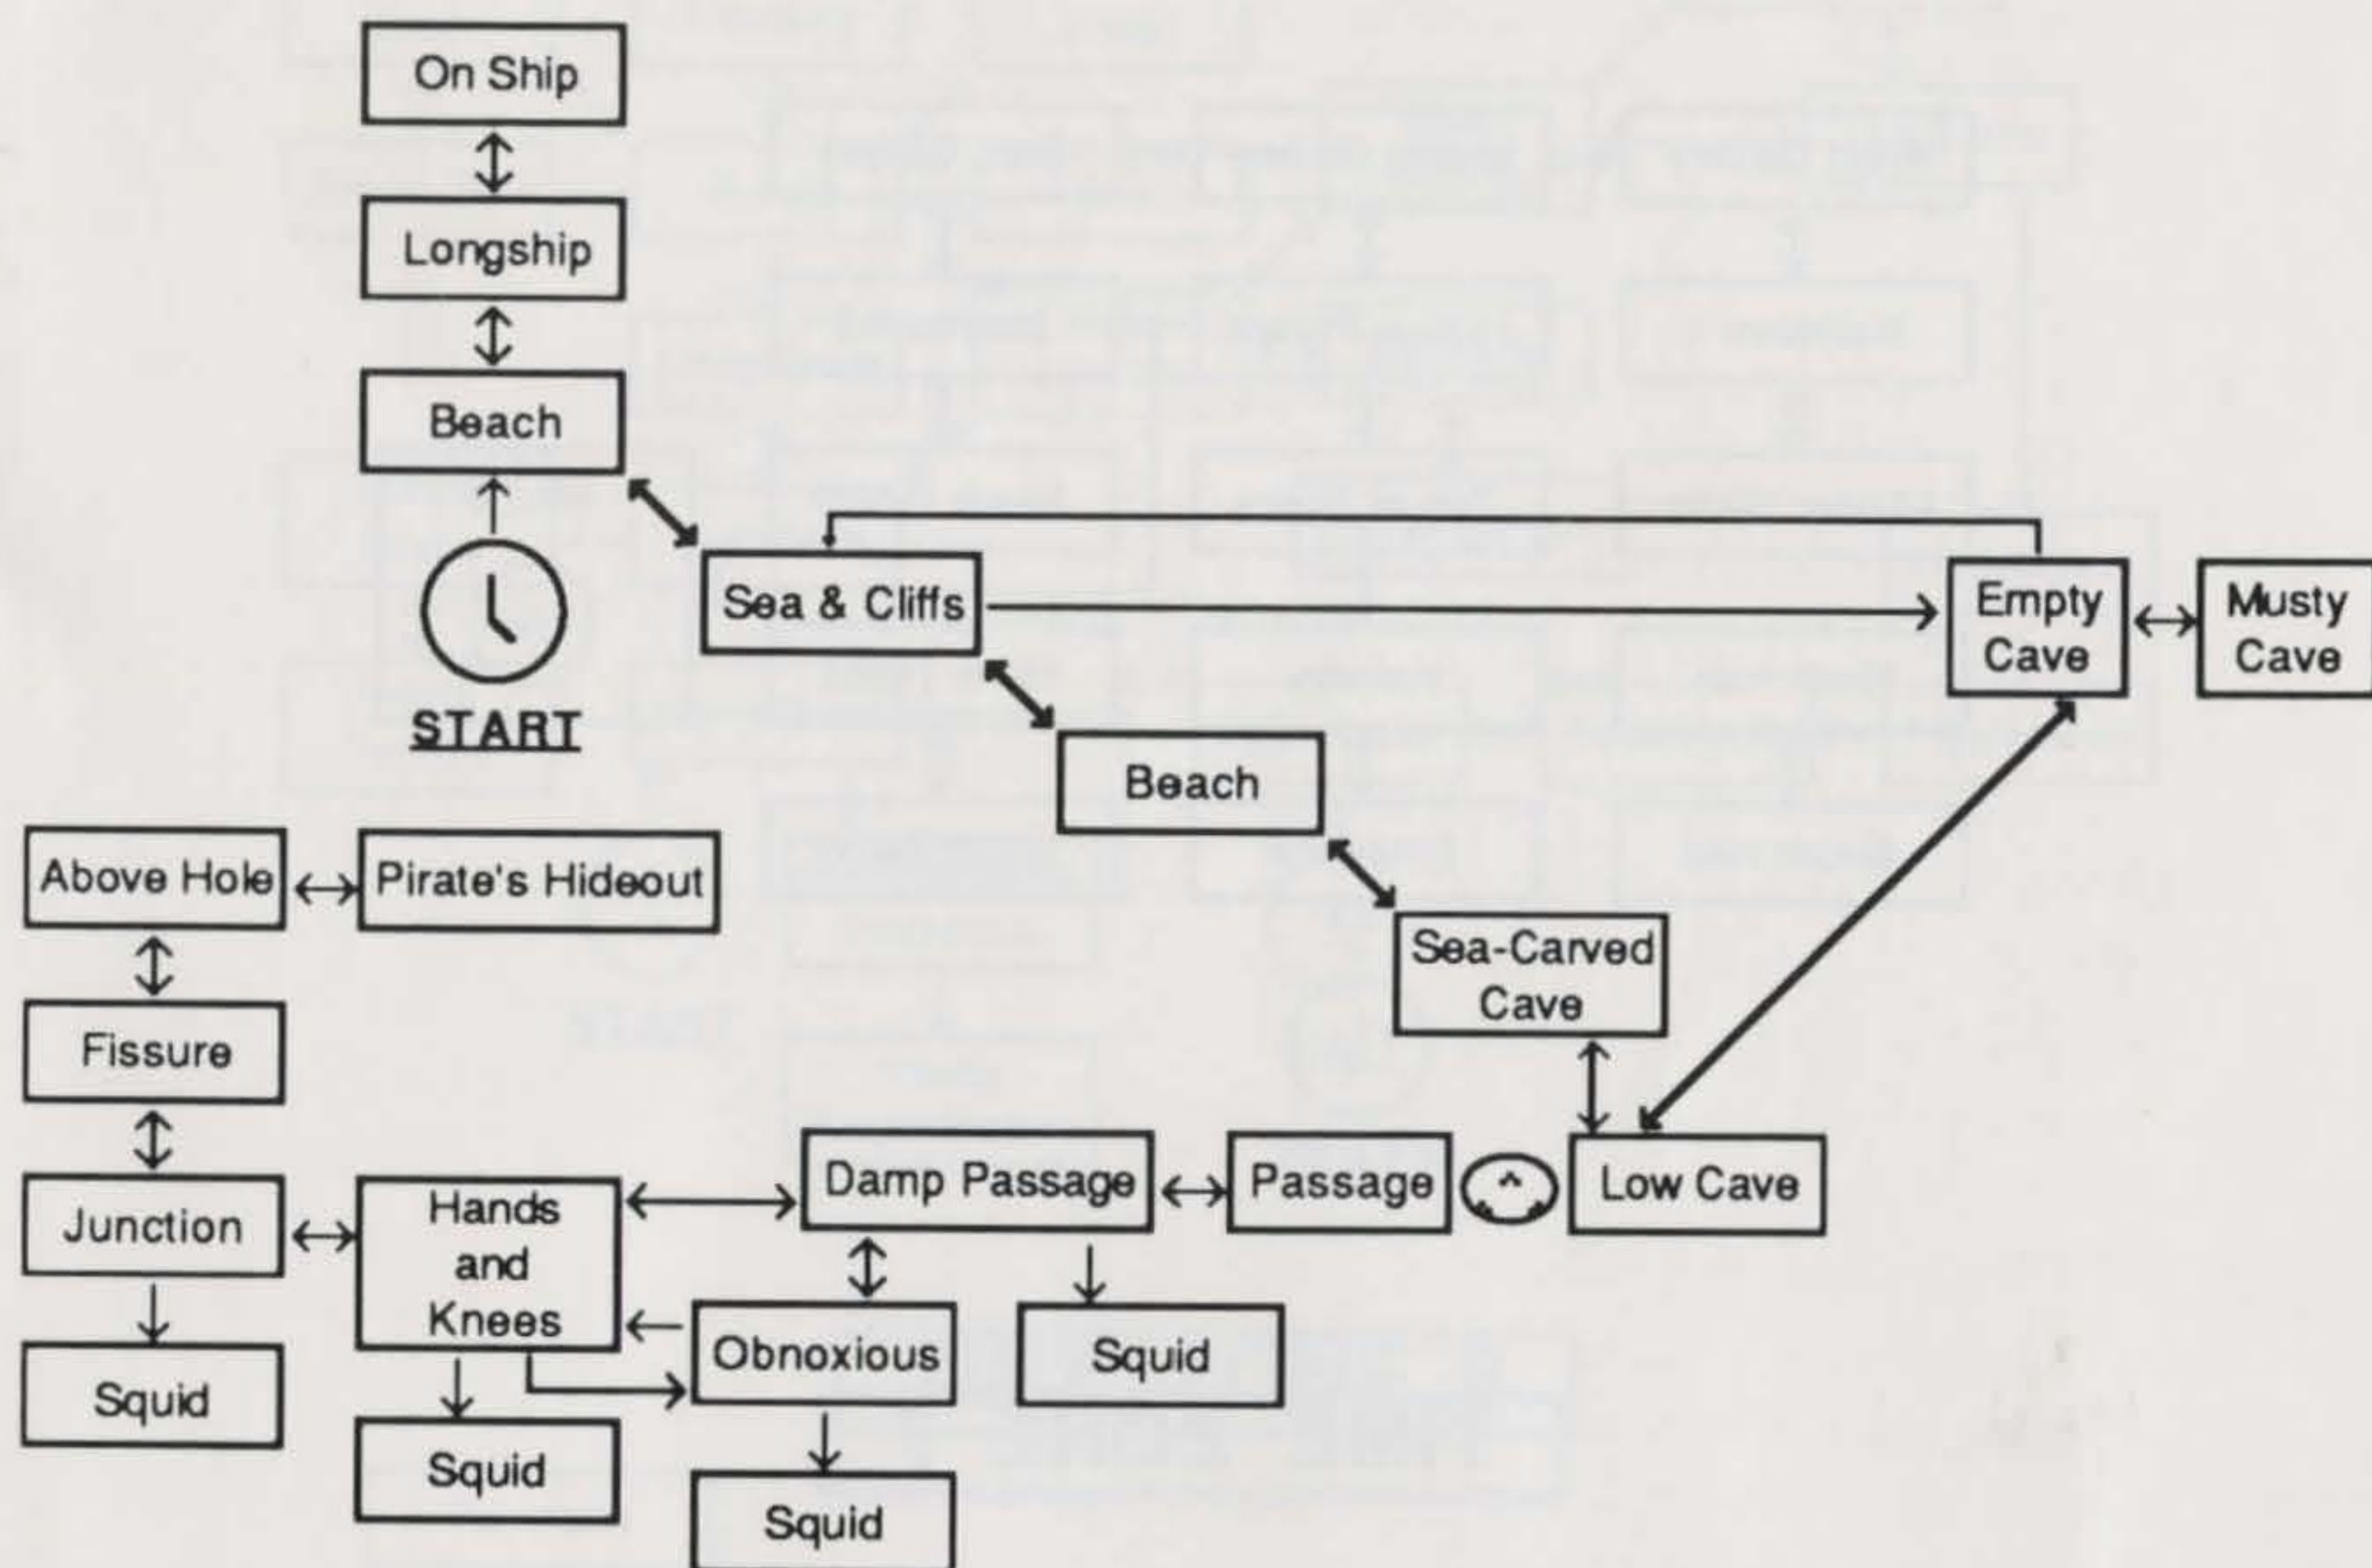 On Ship
Longship
Beach
START
Sea & Cliffs
Empty
Cave
Musty
Cave
Beach
Above Hole
Pirate's Hideout
Sea-Carved
Cave
Fissure
Junction
Hands
and
Knees
Damp Passage
Passage
Low Cave
Obnoxious
Squid
Squid
Squid
Squid